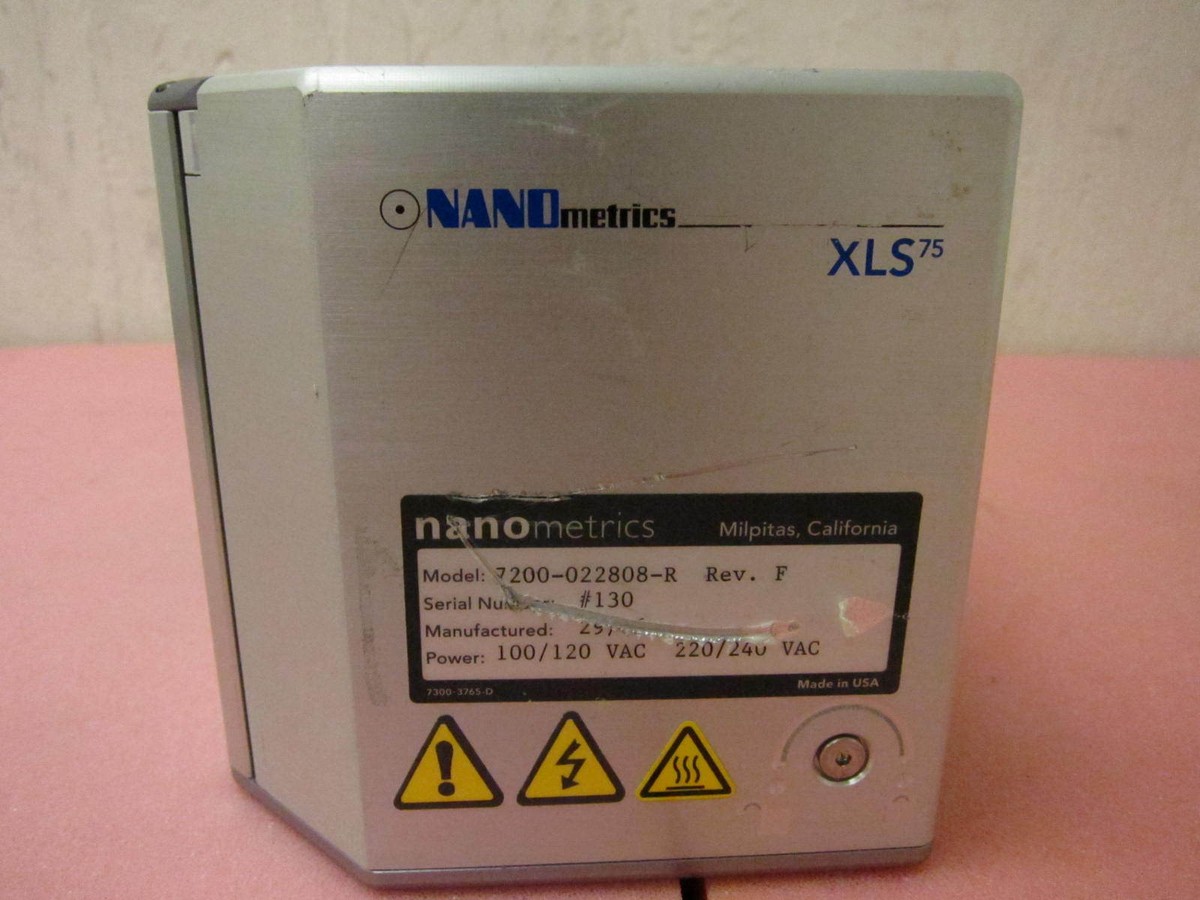 NANOmetrics
XLS75
nanometrics Milpitas, California
Model: 7200-022808-R Rev. F
Serial #130
Manufactured:
Power: 100/120 VAC 220/240 VAC
7300-3765-D Made in USA